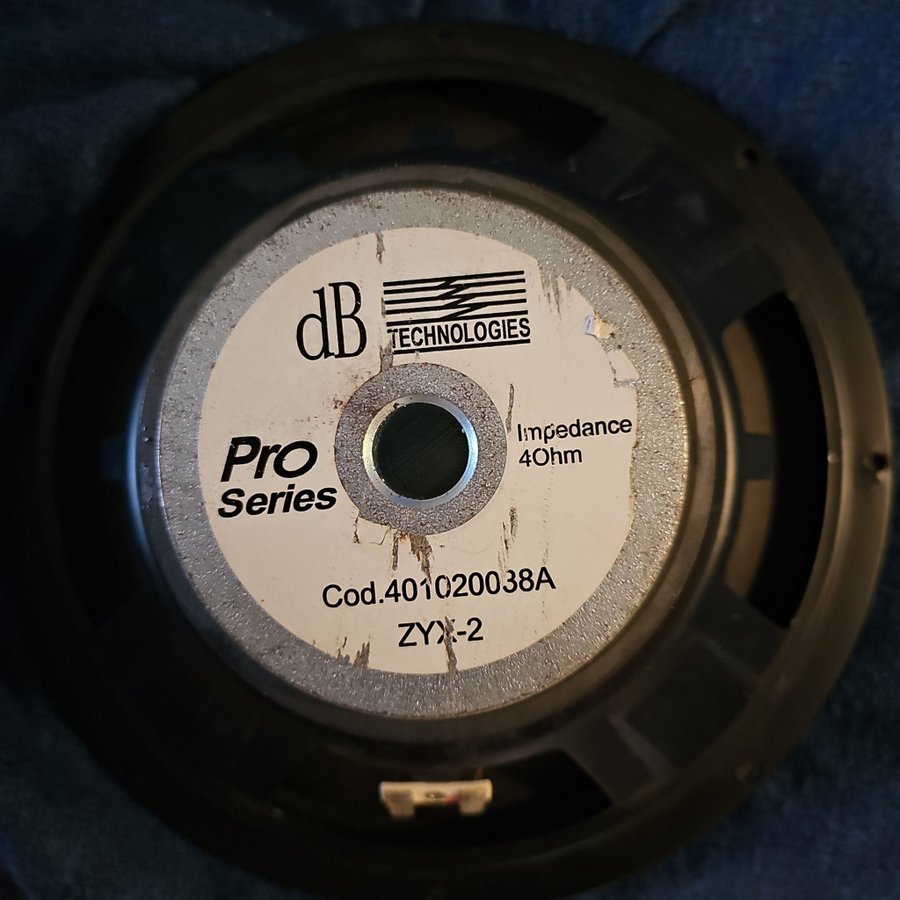 dB TECHNOLOGIES
Pro
Series
Impedance
4Ohm
Cod.401020038A
ZYX-2